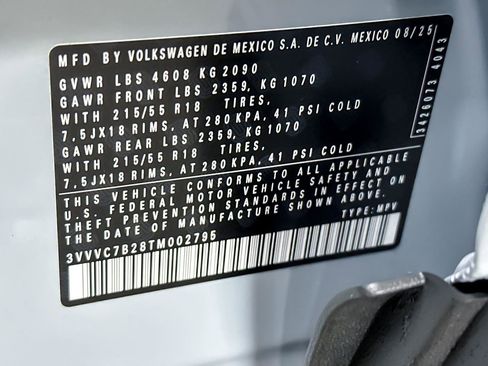 MFD BY VOLKSWAGEN DE MEXICO S.A. DE C.V. MEXICO 08/25
GVWR LBS 4608 KG 2090
GAWR FRONT LBS 2359, KG 1070
WITH 215/55 R18 TIRES,
7,5JX18 RIMS, AT 280 KPA, 41 PSI COLD
GAWR REAR LBS 2359, KG 1070
WITH 215/55 R18 TIRES,
7,5JX18 RIMS, AT 280KPA, 41 PSI COLD
THIS VEHICLE CONFORMS TO ALL APPLICABLE
U.S. FEDERAL MOTOR VEHICLE SAFETY AND
THEFT PREVENTION STANDARDS IN EFFECT ON
THE DATE OF MANUFACTURE SHOWN ABOVE.
3VVVC7B28TM002795 TYPE: MPV
3426073 4043